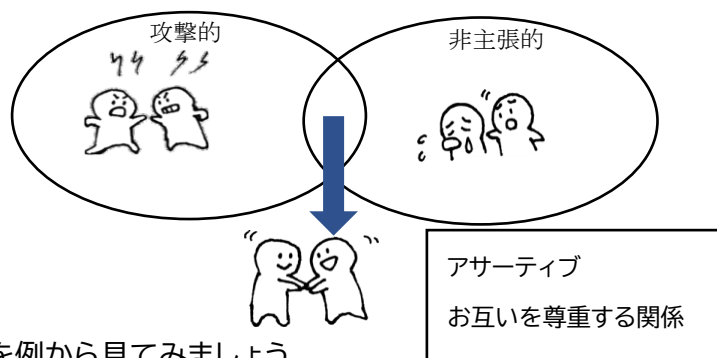 攻撃的
非主張的
アサーティブ
お互いを尊重する関係
を例から見てみましょう